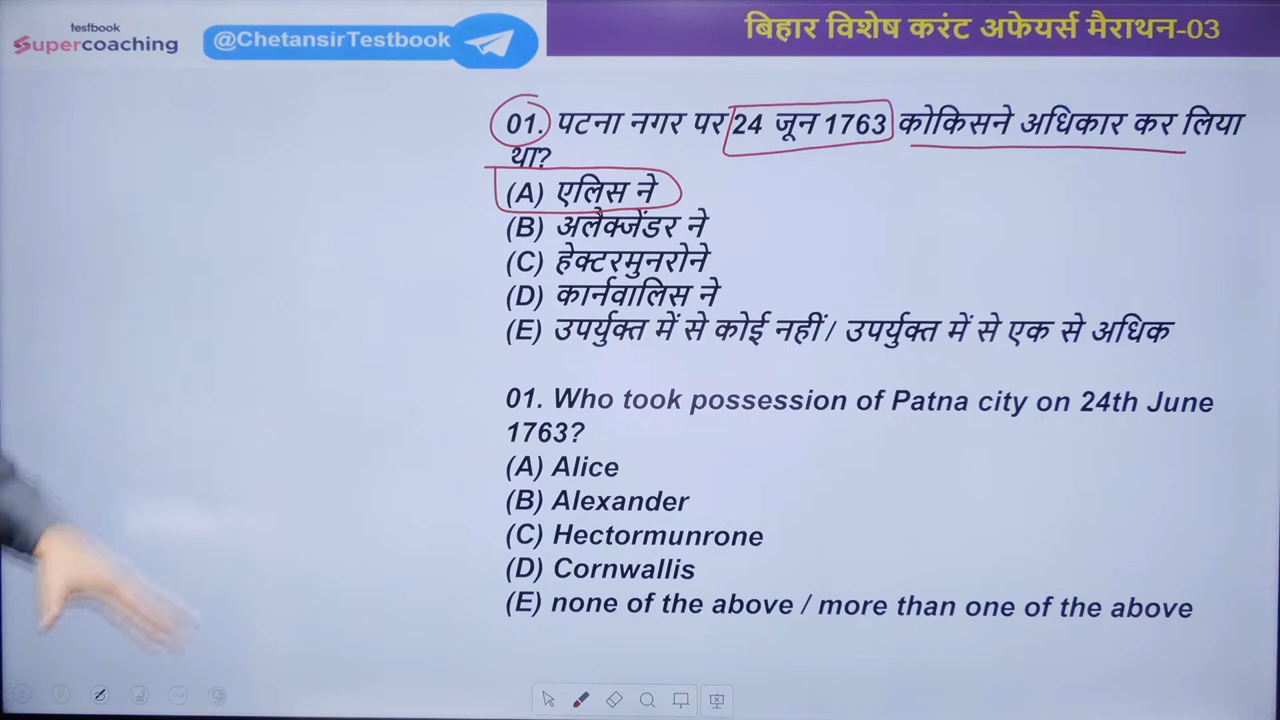 testbook
Supercoaching
@ChetansirTestbook
बिहार विशेष करंट अफेयर्स मैराथन-03
01. पटना नगर पर 24 जून 1763 कोकिसने अधिकार कर लिया
था?
(A) एलिस ने
(B) अलैक्जेंडर ने
(C) हेक्टरमुनरोने
(D) कार्नवालिस ने
(E) उपर्युक्त में से कोई नहीं / उपर्युक्त में से एक से अधिक
01. Who took possession of Patna city on 24th June
1763?
(A) Alice
(B) Alexander
(C) Hectormunrone
(D) Cornwallis
(E) none of the above / more than one of the above